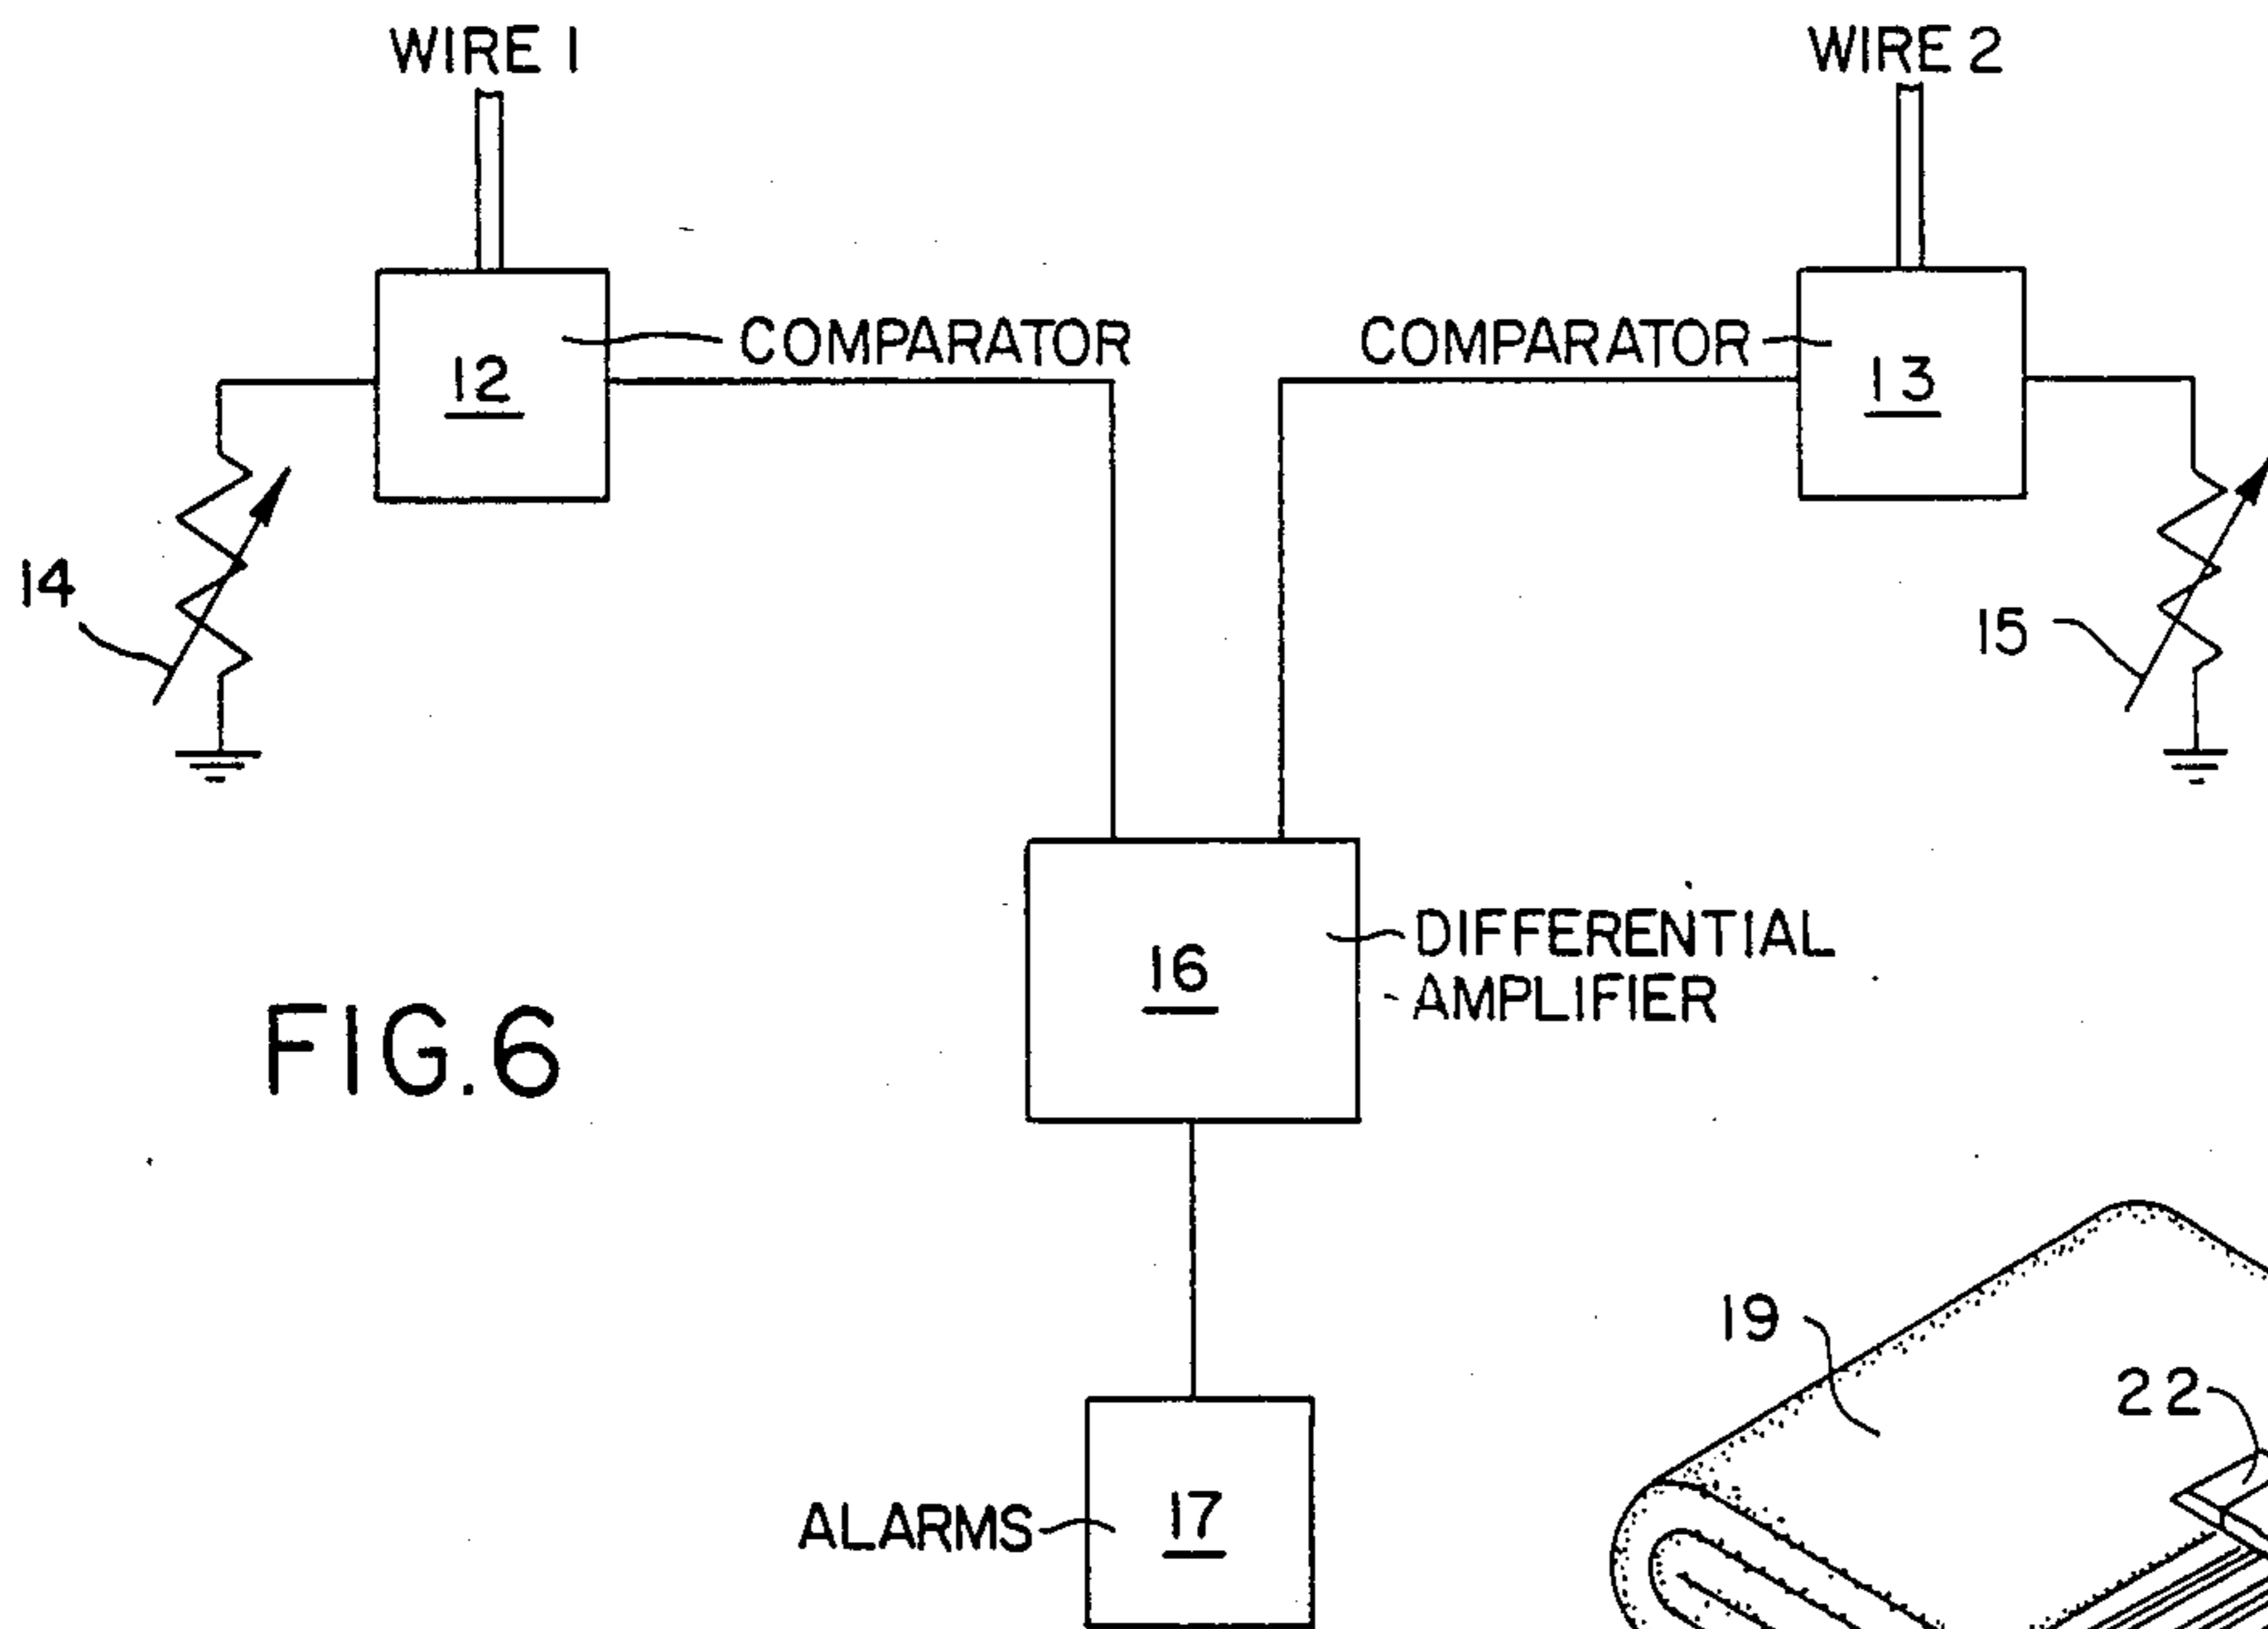 WIRE 1
WIRE 2
COMPARATOR
COMPARATOR
12
13
14
15
16
DIFFERENTIAL
AMPLIFIER
FIG.6
19
22
ALARMS
17